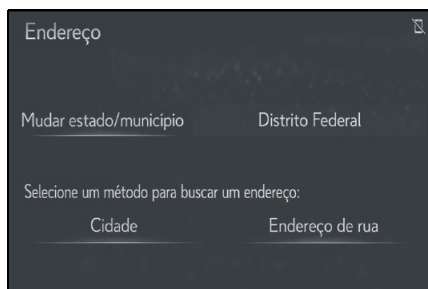 Endereço
Mudar estado/município Distrito Federal
Selecione um método para buscar um endereço:
Cidade Endereço de rua